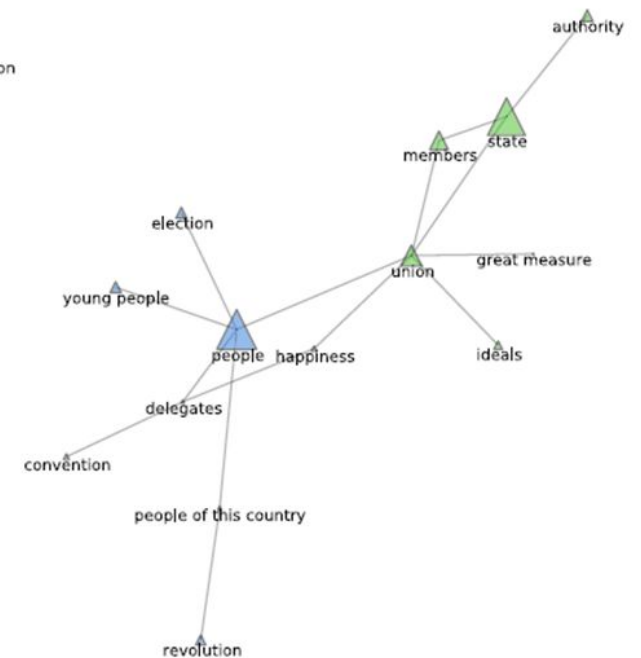 authority
on
state
members
election
union
great measure
young people
people
happiness
ideals
delegates
convention
people of this country
revolution